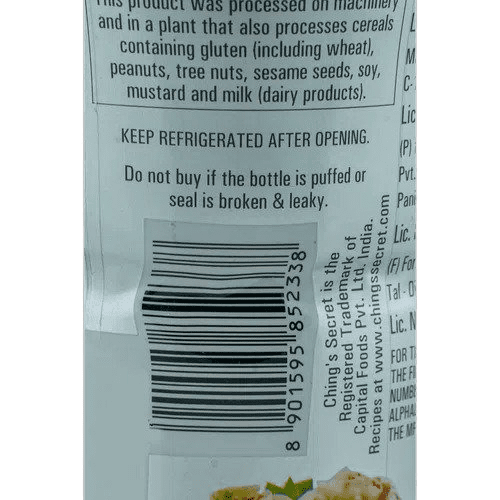 This product was processed on machinery
and in a plant that also processes cereals
containing gluten (including wheat),
peanuts, tree nuts, sesame seeds, soy,
mustard and milk (dairy products).
KEEP REFRIGERATED AFTER OPENING.
Do not buy if the bottle is puffed or
seal is broken & leaky.
8 901595 852338
Ching's Secret is the
Registered Trademark of
Capital Foods Pvt. Ltd. India.
Recipes at www.chingssecret.com
L
M
C-
Lic
(P)
Pvt.
Lic.
(F) For
Tal -
Lic. N
FOR
THE
THE